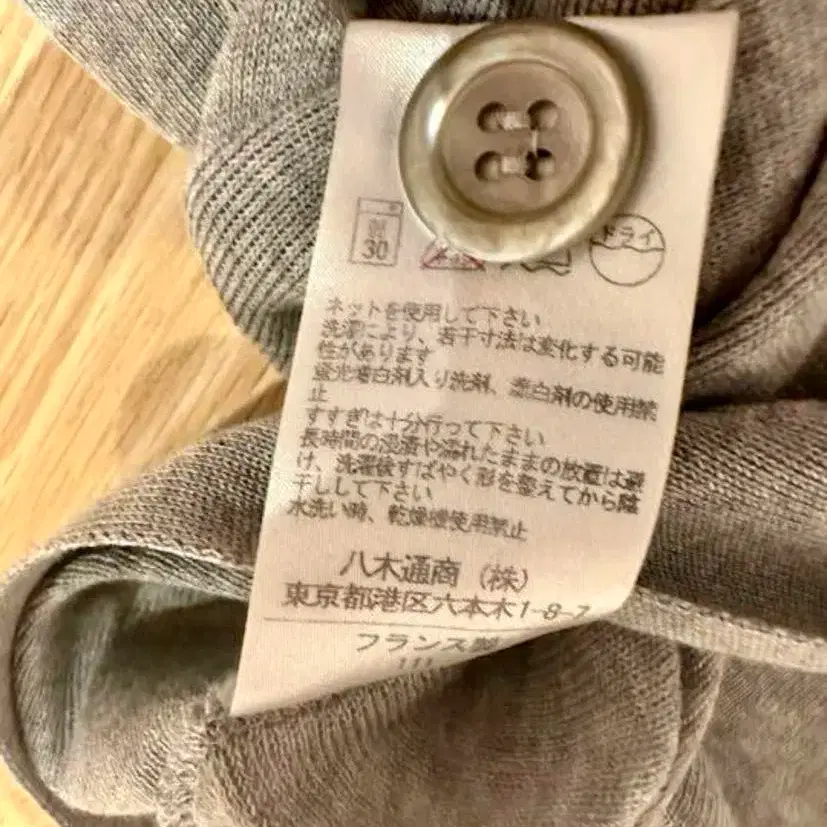 30
ドライ
ネットを使用して下さい
洗濯により、若干寸法は変化する可能
性があります
蛍光増白剤入り洗剤、漂白剤の使用禁
止
すすぎは十分行って下さい
長時間の浸漬や濡れたままの放置は避
け、洗濯後すばやく形を整えてから陰
干しして下さい
水洗い時、乾燥機使用禁止
八木通商（株）
東京都港区六本木1-8-7
フランス製